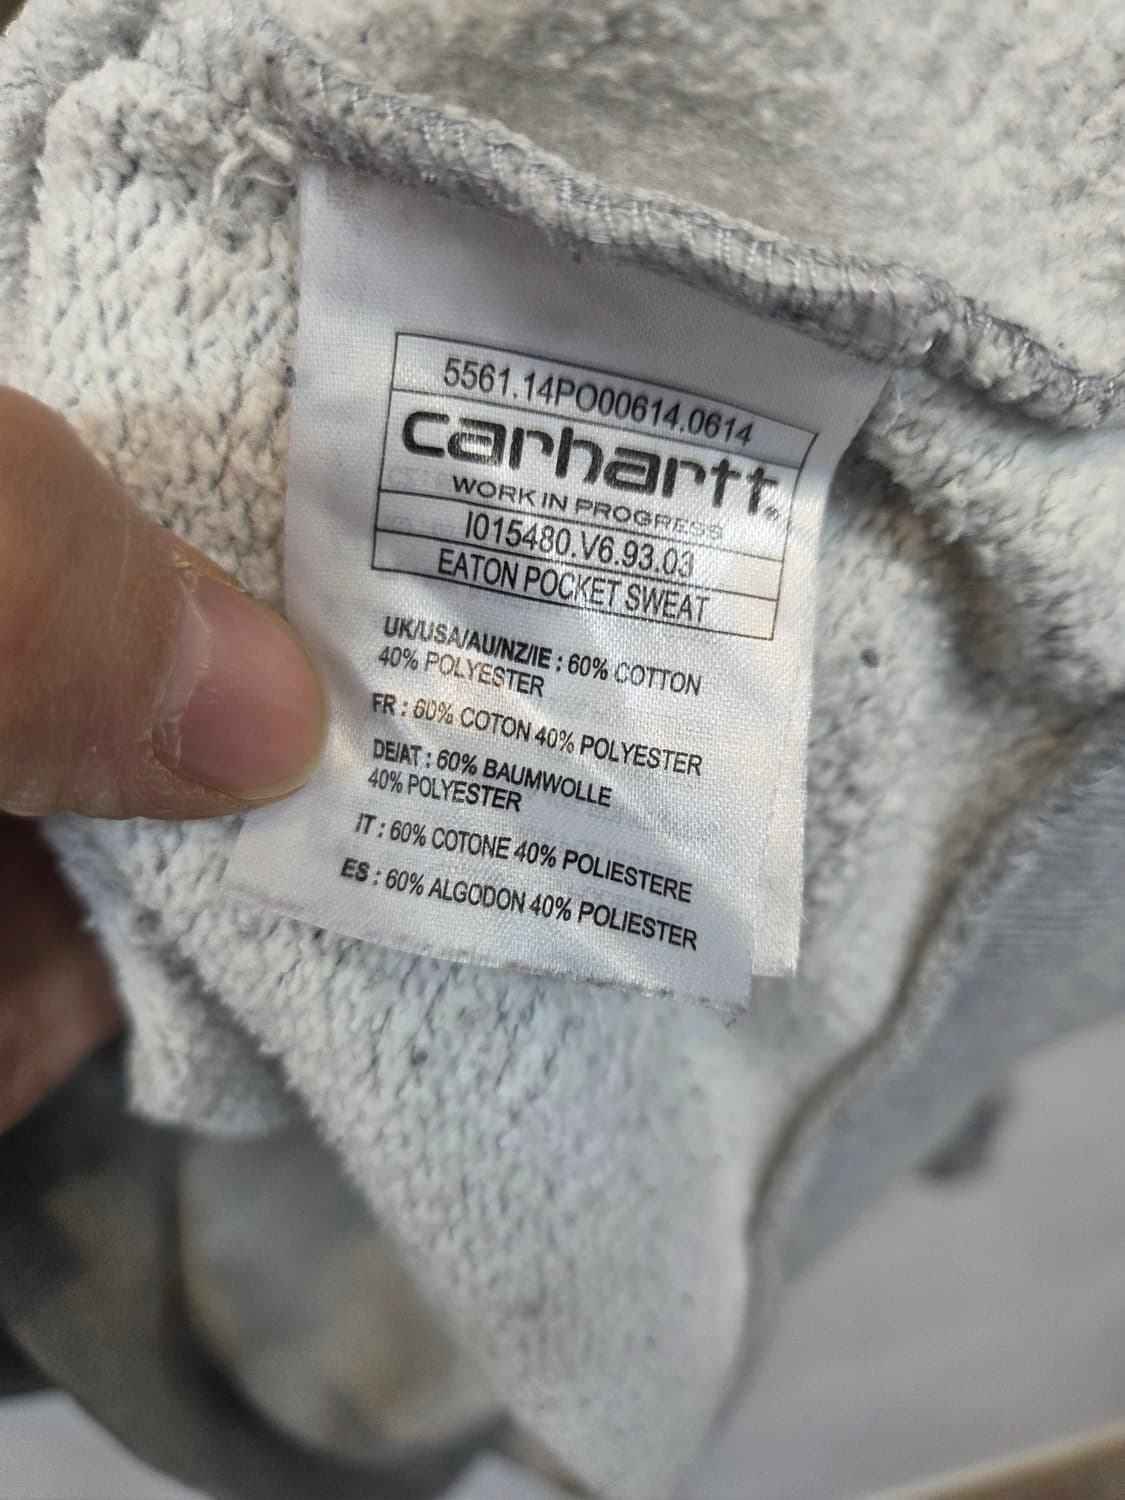 5561.14PO00614.0614
carhartt®
WORK IN PROGRESS
I015480.V6.93.03
EATON POCKET SWEAT
UK/USA/AU/NZ/IE : 60% COTTON
40% POLYESTER
FR : 60% COTON 40% POLYESTER
DE/AT : 60% BAUMWOLLE
40% POLYESTER
IT : 60% COTONE 40% POLIESTERE
ES : 60% ALGODON 40% POLIESTER